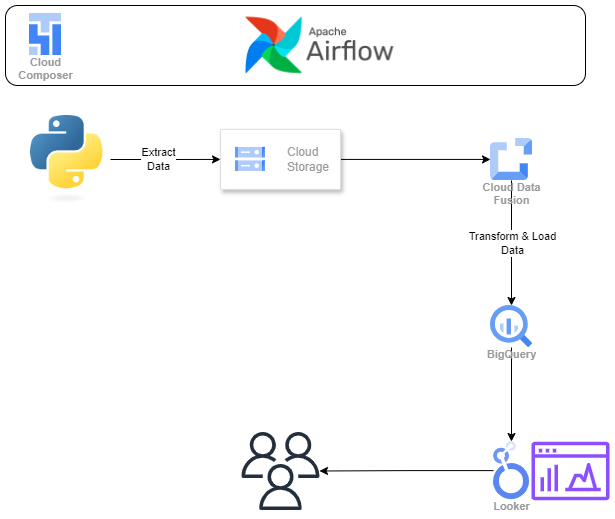 Cloud
Composer
Apache
Airflow
Extract
Data
Cloud
Storage
Cloud Data
Fusion
Transform & Load
Data
BigQuery
Looker